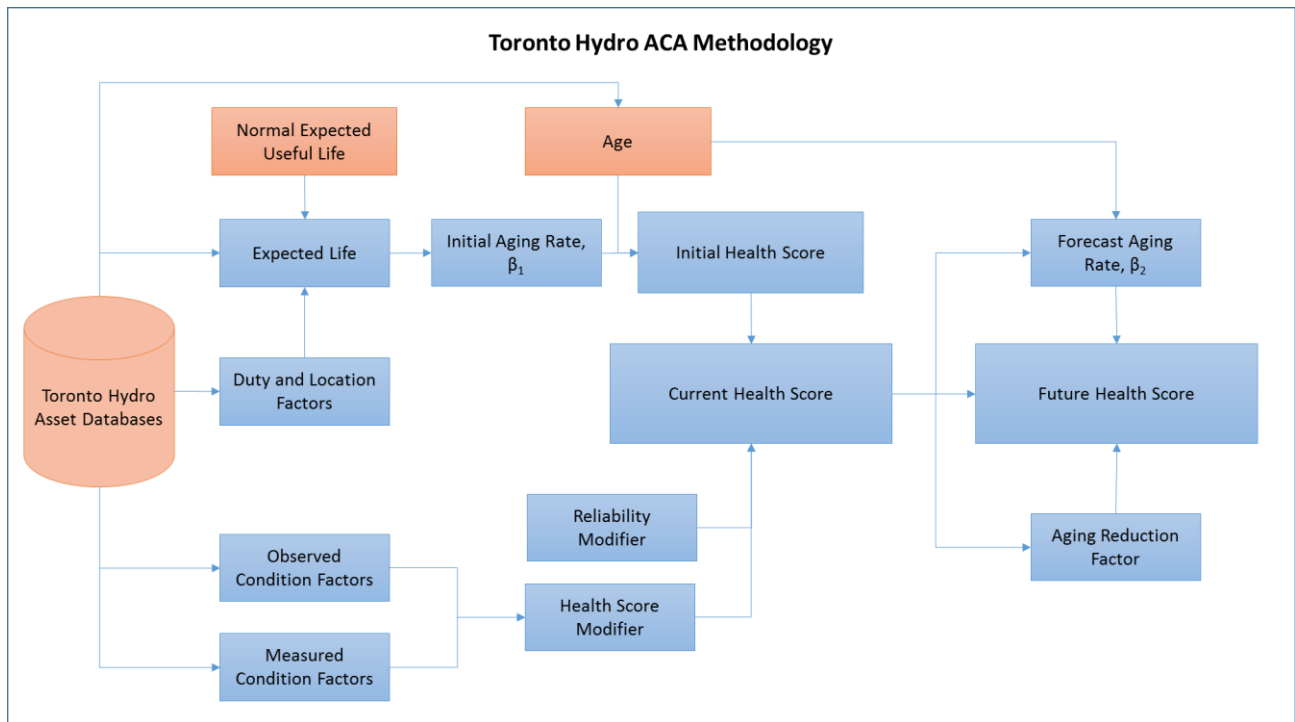 Toronto Hydro ACA Methodology
Normal Expected
Useful Life
Age
Expected Life
Initial Aging Rate,
β₁
Initial Health Score
Forecast Aging
Rate, β₂
Toronto Hydro
Asset Databases
Duty and Location
Factors
Current Health Score
Future Health Score
Reliability
Modifier
Aging Reduction
Factor
Observed
Condition Factors
Health Score
Modifier
Measured
Condition Factors